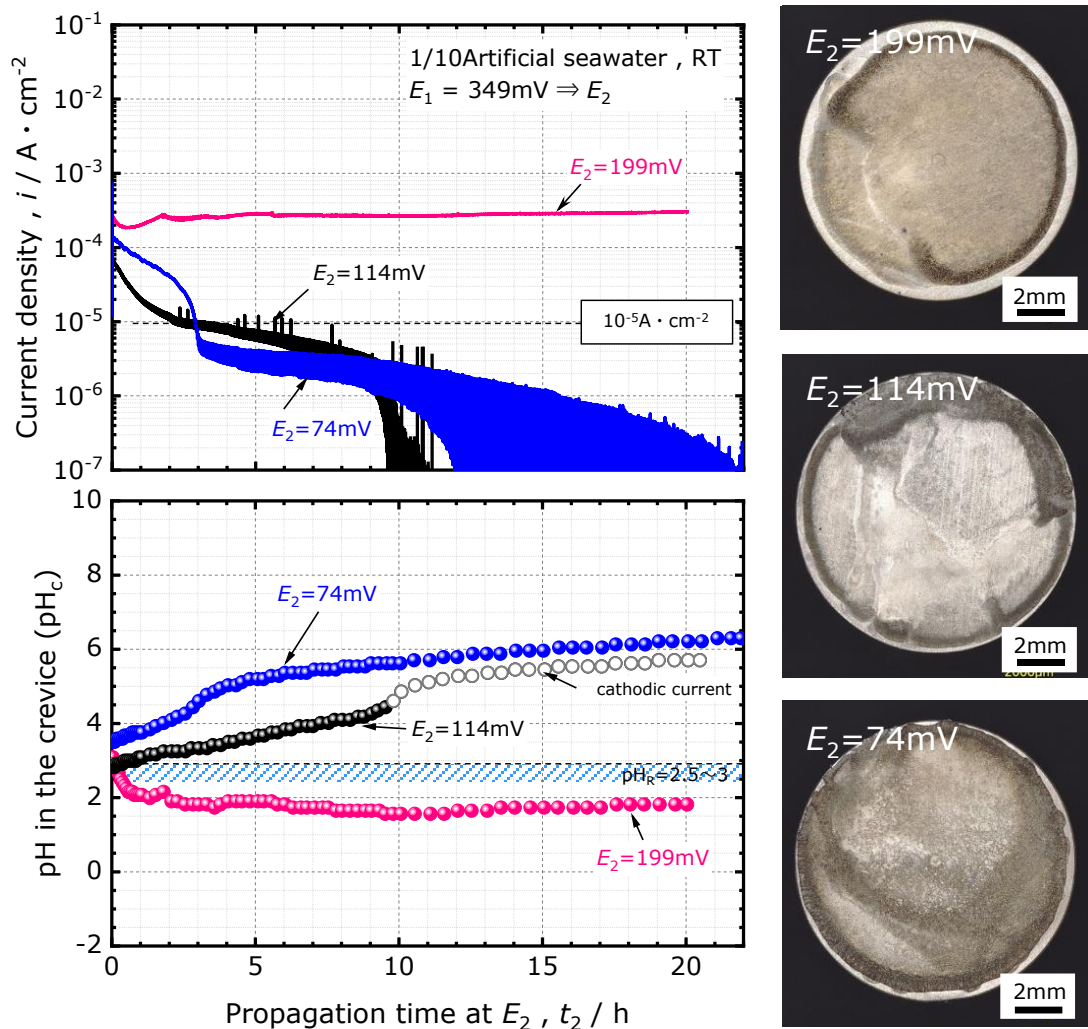 10⁻¹
10⁻²
10⁻³
10⁻⁴
10⁻⁵
10⁻⁶
10⁻⁷
Current density , i / A・cm⁻²
1/10Artificial seawater , RT
E₁ = 349mV ⇒ E₂
E₂=199mV
E₂=114mV
10⁻⁵A・cm⁻²
E₂=74mV
10
8
6
4
2
0
-2
pH in the crevice (pH_C)
E₂=74mV
cathodic current
E₂=114mV
pH_R=2.5~3
E₂=199mV
0 5 10 15 20
Propagation time at E₂ , t₂ / h
E₂=199mV
2mm
E₂=114mV
2mm
E₂=74mV
2mm